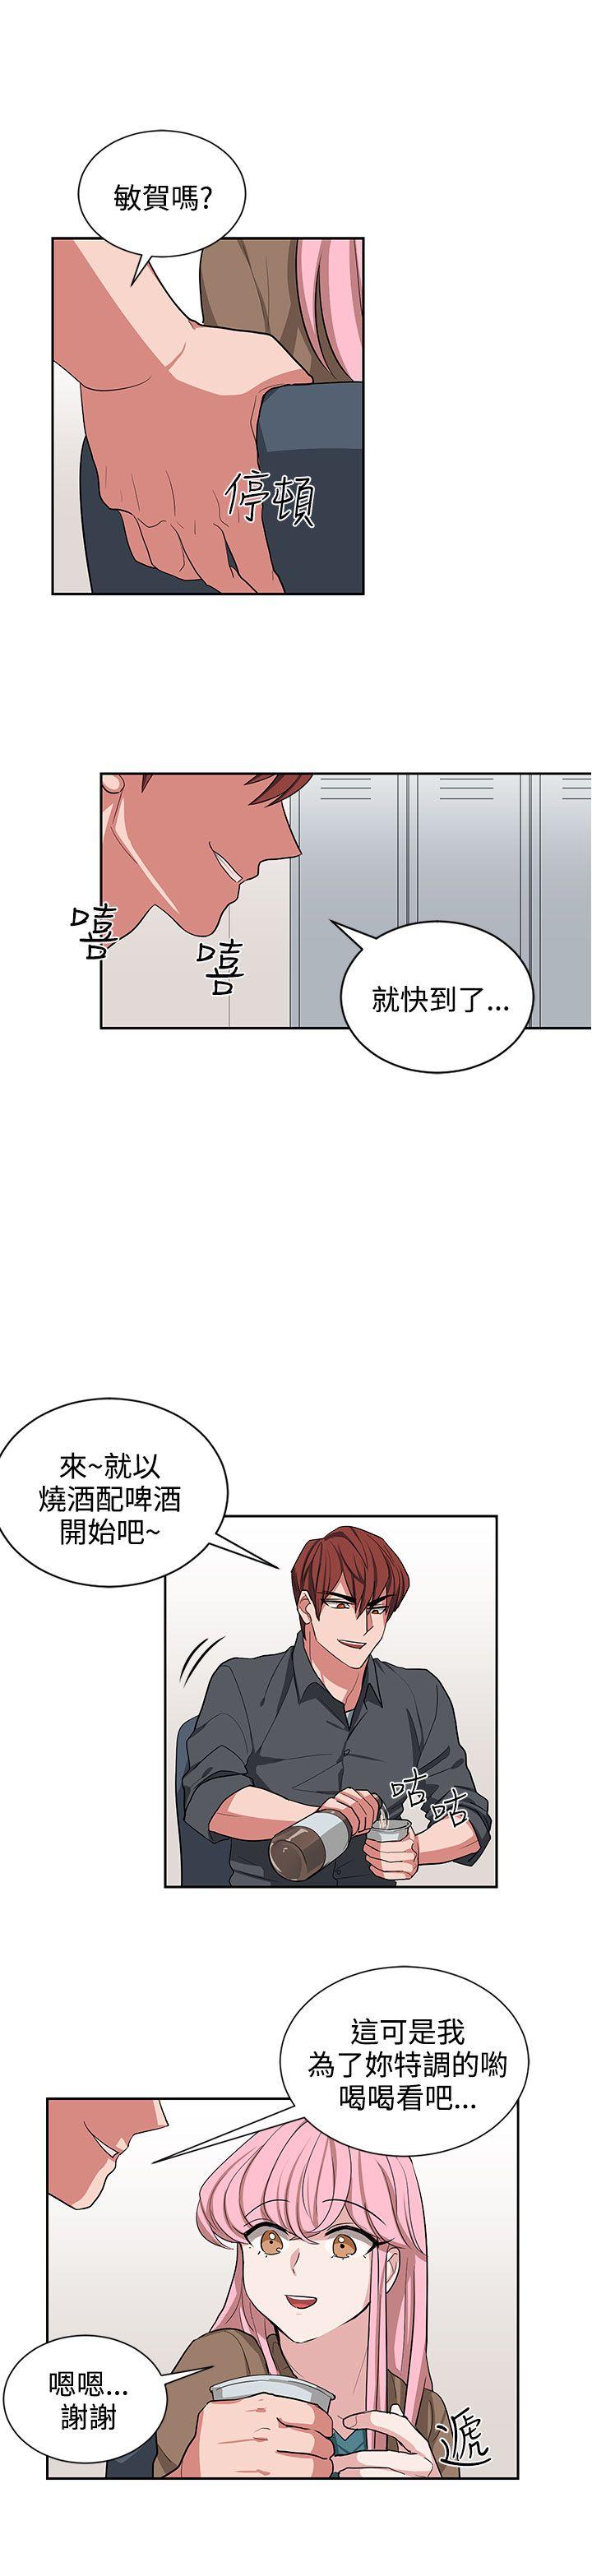 敏賀嗎?
停頓
嘻
嘻
就快到了...
來~就以
燒酒配啤酒
開始吧~
咕
咕
這可是我
為了妳特調的喲
喝喝看吧...
嗯嗯...
謝謝
遞